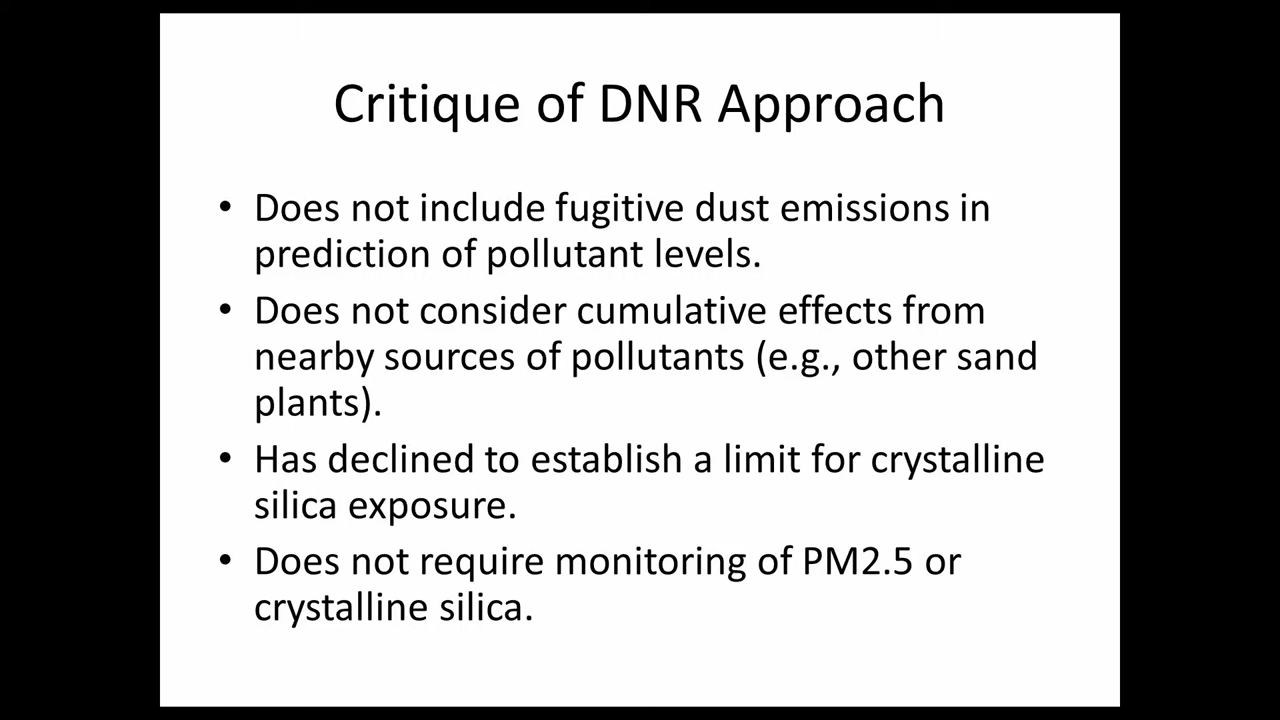 Critique of DNR Approach
• Does not include fugitive dust emissions in
prediction of pollutant levels.
• Does not consider cumulative effects from
nearby sources of pollutants (e.g., other sand
plants).
• Has declined to establish a limit for crystalline
silica exposure.
• Does not require monitoring of PM2.5 or
crystalline silica.